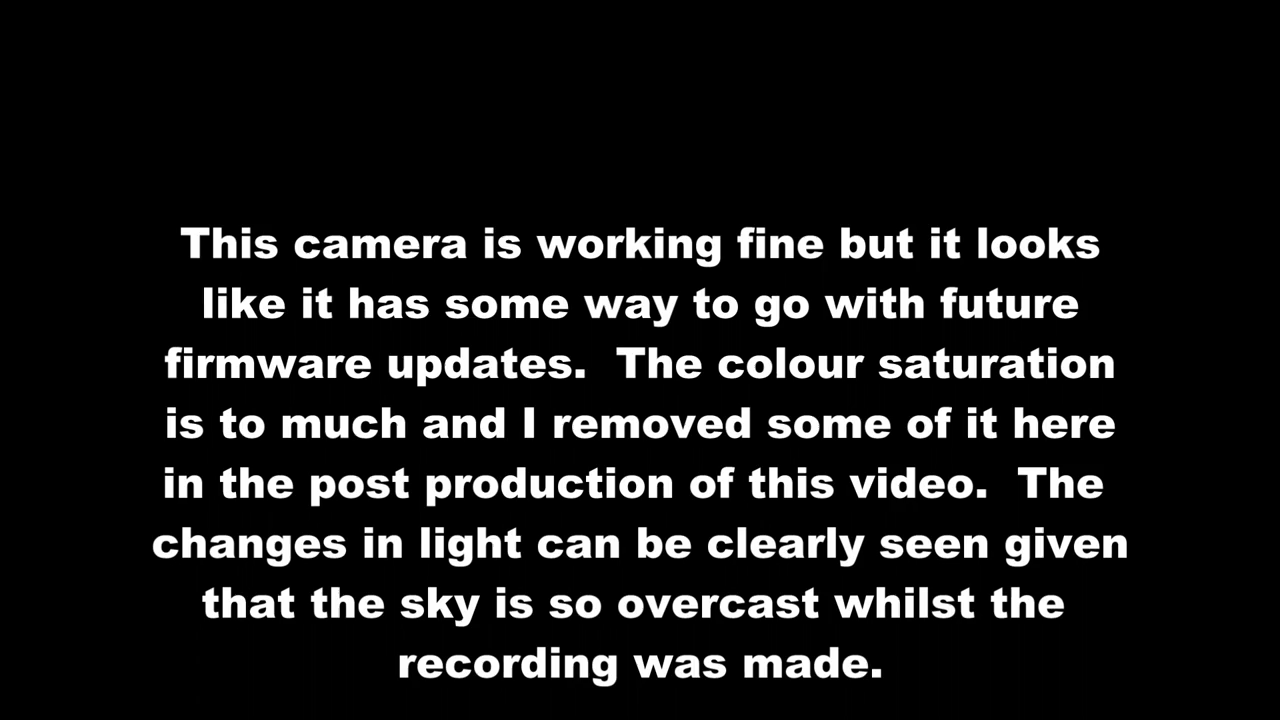 This camera is working fine but it looks
like it has some way to go with future
firmware updates.  The colour saturation
is to much and I removed some of it here
in the post production of this video.  The
changes in light can be clearly seen given
that the sky is so overcast whilst the
recording was made.